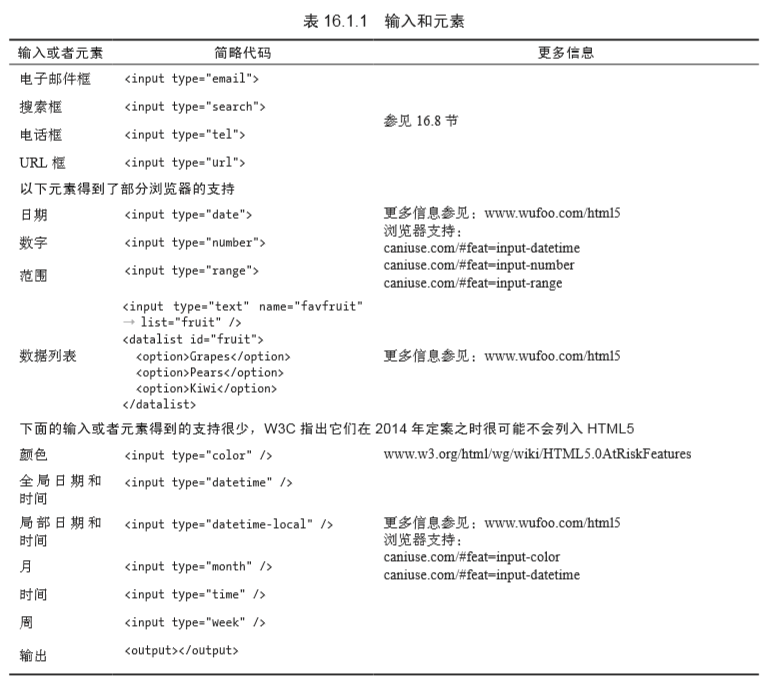 表 16.1.1 输入和元素
输入或者元素 简略代码 更多信息
电子邮件框 <input type="email">
搜索框 <input type="search">
参见 16.8 节
电话框 <input type="tel">
URL 框 <input type="url">
以下元素得到了部分浏览器的支持
日期 <input type="date"> 更多信息参见：www.wufoo.com/html5
浏览器支持：
数字 <input type="number"> caniuse.com/#feat=input-datetime
范围 <input type="range"> caniuse.com/#feat=input-number
caniuse.com/#feat=input-range
<input type="text" name="favfruit"
→ list="fruit" />
<datalist id="fruit">
数据列表 <option>Grapes</option> 更多信息参见：www.wufoo.com/html5
<option>Pears</option>
<option>Kiwi</option>
</datalist>
下面的输入或者元素得到的支持很少，W3C 指出它们在 2014 年定案之时很可能不会列入 HTML5
颜色 <input type="color" /> www.w3.org/html/wg/wiki/HTML5.0AtRiskFeatures
全局日期和 <input type="datetime" />
时间
局部日期和 <input type="datetime-local" /> 更多信息参见：www.wufoo.com/html5
时间 浏览器支持：
caniuse.com/#feat=input-color
月 <input type="month" /> caniuse.com/#feat=input-datetime
时间 <input type="time" />
周 <input type="week" />
输出 <output></output>